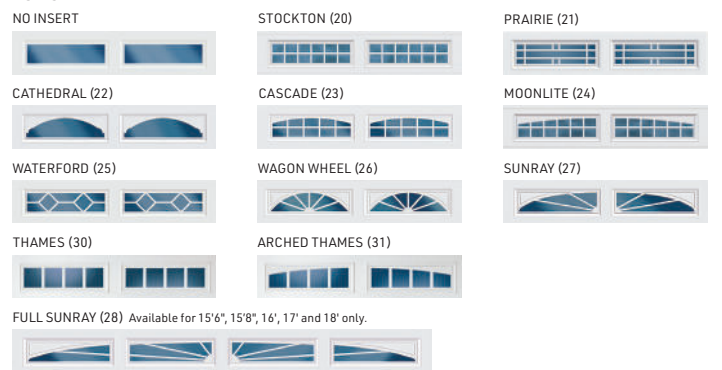 NO INSERT
STOCKTON (20)
PRAIRIE (21)
CATHEDRAL (22)
CASCADE (23)
MOONLITE (24)
WATERFORD (25)
WAGON WHEEL (26)
SUNRAY (27)
THAMES (30)
ARCHED THAMES (31)
FULL SUNRAY (28) Available for 15'6", 15'8", 16', 17' and 18' only.